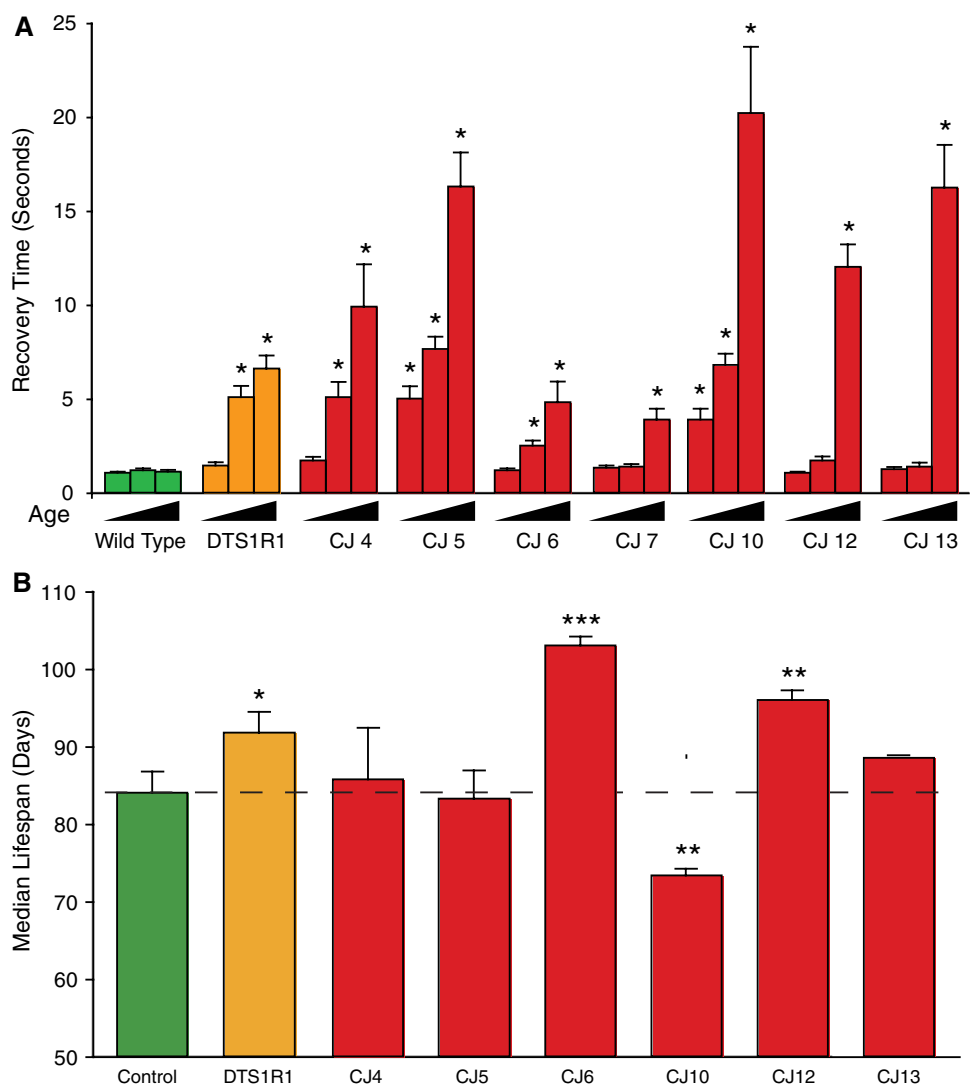 A
Recovery Time (Seconds)
25
20
15
10
5
0
* * * * * * * * * * * * * * *
Age
Wild Type DTS1R1 CJ 4 CJ 5 CJ 6 CJ 7 CJ 10 CJ 12 CJ 13
B
Median Lifespan (Days)
110
100
90
80
70
60
50
* *** ** **
Control DTS1R1 CJ4 CJ5 CJ6 CJ10 CJ12 CJ13